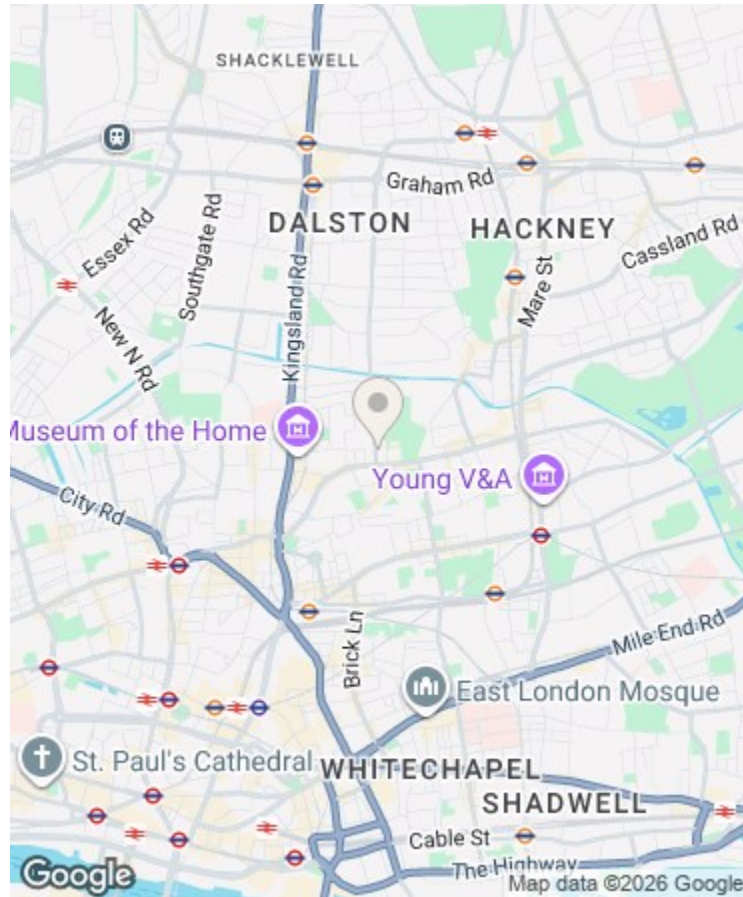 SHACKLEWELL
Graham Rd
Essex Rd
Southgate Rd
DALSTON
HACKNEY
Cassland Rd
Kingsland Rd
Mare St
New N Rd
Museum of the Home
Young V&A
City Rd
Brick Ln
Mile End Rd
East London Mosque
St. Paul's Cathedral
WHITECHAPEL
SHADWELL
Cable St
The Highway
Google
Map data ©2026 Google